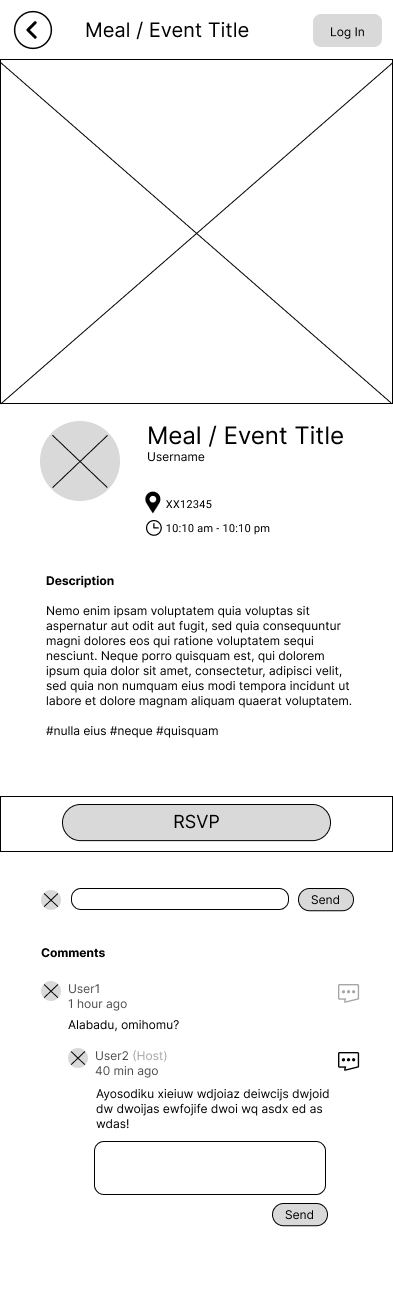 Meal / Event Title
Log In
Meal / Event Title
Username
XX12345
10:10 am - 10:10 pm
Description
Nemo enim ipsam voluptatem quia voluptas sit
aspernatur aut odit aut fugit, sed quia consequuntur
magni dolores eos qui ratione voluptatem sequi
nesciunt. Neque porro quisquam est, qui dolorem
ipsum quia dolor sit amet, consectetur, adipisci velit,
sed quia non numquam eius modi tempora incidunt ut
labore et dolore magnam aliquam quaerat voluptatem.
#nulla eius #neque #quisquam
RSVP
Send
Comments
User1
1 hour ago
Alabadu, omihomu?
User2 (Host)
40 min ago
Ayosodiku xieiuw wdjoiaz deiwcijs dwjoid
dw dwoijas ewfojife dwoi wq asdx ed as
wdas!
Send